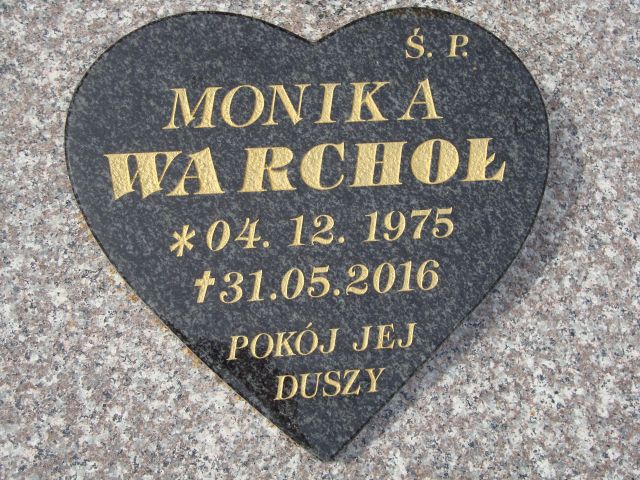 Ś. P.
MONIKA
WARCHOŁ
*04. 12. 1975
✝31.05.2016
POKÓJ JEJ
DUSZY